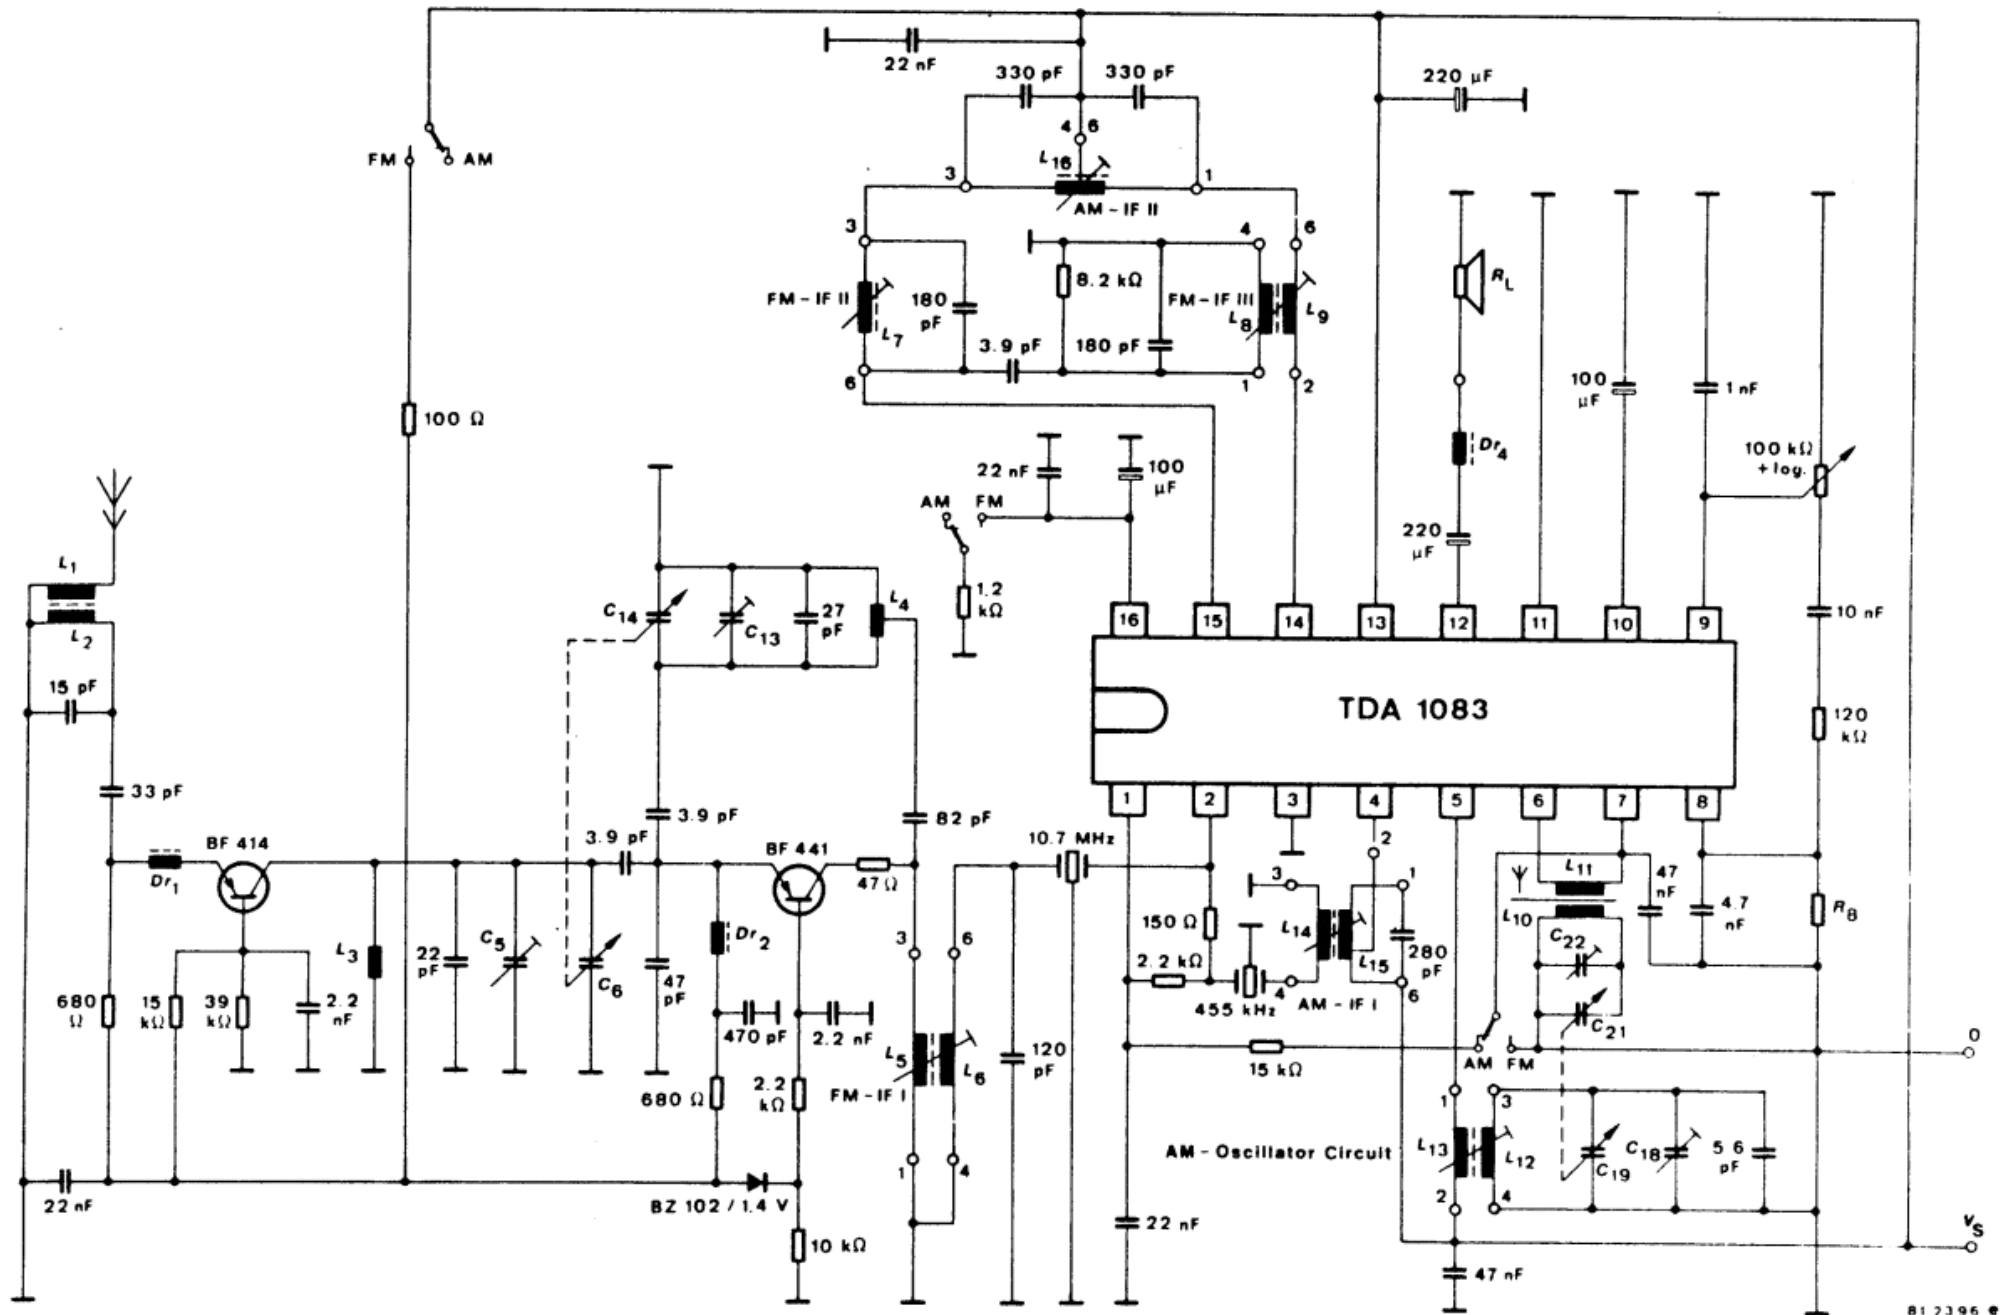 22 nF
330 pF
330 pF
220 µF
4
6
L16
3
1
AM-IF II
FM
AM
3
4
6
FM-IF II
180
pF
L7
8.2 kΩ
FM-IF III
L8
L9
RL
3.9 pF
180 pF
6
1
2
100 Ω
100
µF
1 nF
22 nF
100
µF
Dr4
100 kΩ
+ log.
AM
FM
220
µF
L1
L2
C14
C13
27
pF
L4
1.2
kΩ
16
15
14
13
12
11
10
9
10 nF
15 pF
TDA 1083
120
kΩ
33 pF
3.9 pF
3.9 pF
82 pF
1
2
3
4
5
6
7
8
BF 414
BF 441
10.7 MHz
Dr1
47 Ω
2
3
1
L11
47
nF
150 Ω
L14
L15
280
pF
L10
4.7
nF
R8
L3
22
pF
C5
C6
47
pF
Dr2
3
6
2.2 kΩ
455 kHz
4
AM-IF I
6
C22
C21
680
Ω
15
kΩ
39
kΩ
2.2
nF
470 pF
2.2 nF
L5
L6
FM-IF I
120
pF
15 kΩ
AM
FM
0
680 Ω
2.2
kΩ
1
3
AM-Oscillator Circuit
L13
L12
C19
C18
5 6
pF
1
4
2
4
22 nF
BZ 102 / 1.4 V
10 kΩ
22 nF
VS
47 nF
81 2396 e